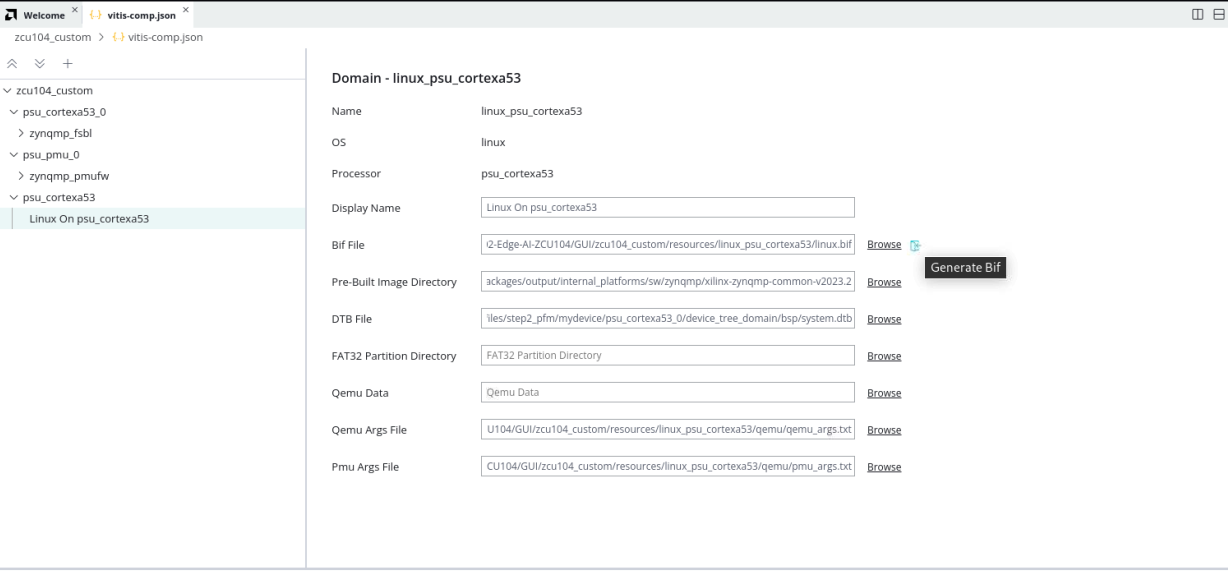 Welcome
vitis-comp.json
zcu104_custom > vitis-comp.json
zcu104_custom
psu_cortexa53_0
zynqmp_fsbl
psu_pmu_0
zynqmp_pmufw
psu_cortexa53
Linux On psu_cortexa53
Domain - linux_psu_cortexa53
Name linux_psu_cortexa53
OS linux
Processor psu_cortexa53
Display Name Linux On psu_cortexa53
Bif File 2-Edge-AI-ZCU104/GUI/zcu104_custom/resources/linux_psu_cortexa53/linux.bif Browse
Generate Bif
Pre-Built Image Directory ackages/output/internal_platforms/sw/zynqmp/xilinx-zynqmp-common-v2023.2 Browse
DTB File iles/step2_pfm/mydevice/psu_cortexa53_0/device_tree_domain/bsp/system.dtb Browse
FAT32 Partition Directory FAT32 Partition Directory Browse
Qemu Data Qemu Data Browse
Qemu Args File U104/GUI/zcu104_custom/resources/linux_psu_cortexa53/qemu/qemu_args.txt Browse
Pmu Args File CU104/GUI/zcu104_custom/resources/linux_psu_cortexa53/qemu/pmu_args.txt Browse